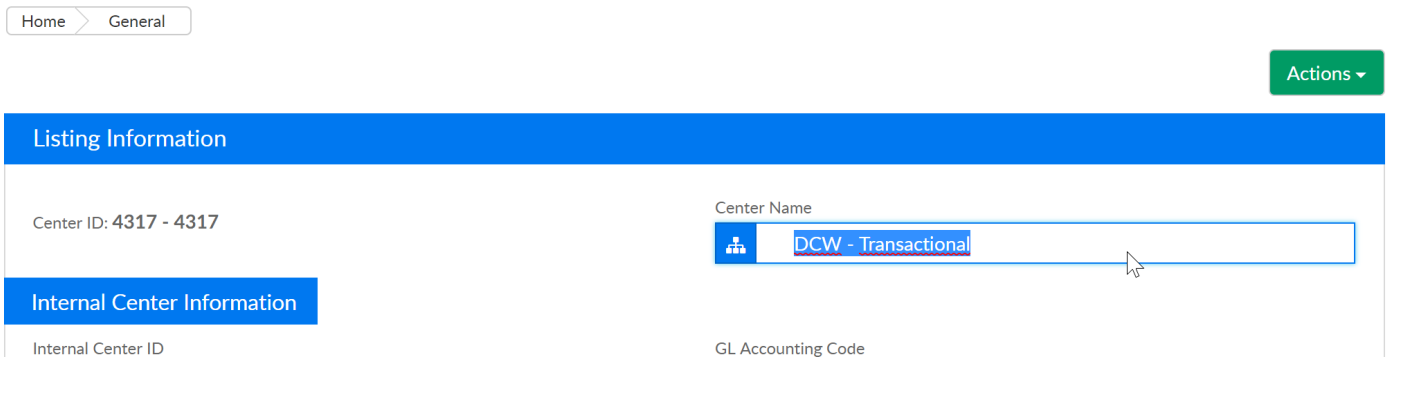 Home General
Actions
Listing Information
Center ID: 4317 - 4317
Center Name
DCW - Transactional
Internal Center Information
Internal Center ID
GL Accounting Code